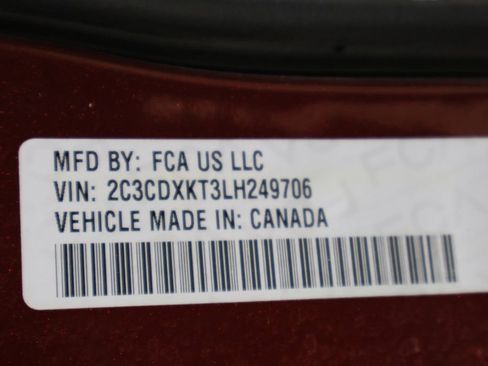 MFD BY: FCA US LLC
VIN: 2C3CDXKT3LH249706
VEHICLE MADE IN: CANADA